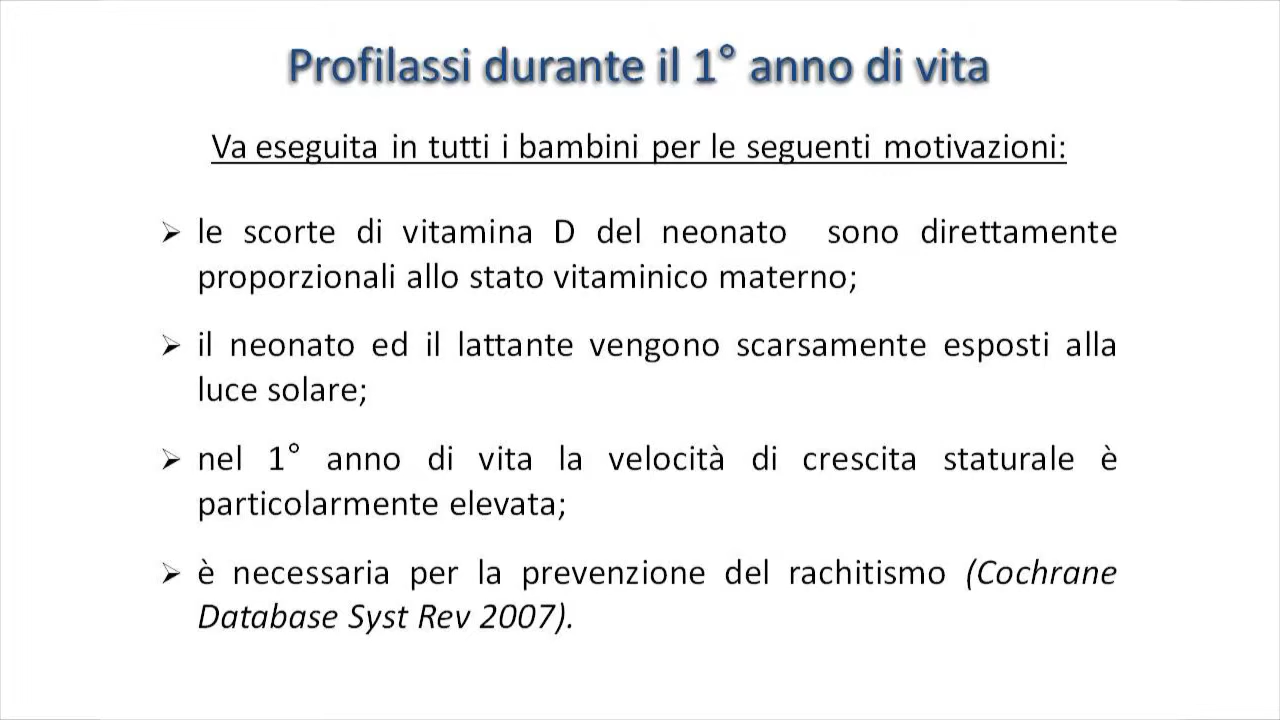 Profilassi durante il 1° anno di vita
Va eseguita in tutti i bambini per le seguenti motivazioni:
➢ le scorte di vitamina D del neonato sono direttamente
proporzionali allo stato vitaminico materno;
➢ il neonato ed il lattante vengono scarsamente esposti alla
luce solare;
➢ nel 1° anno di vita la velocità di crescita staturale è
particolarmente elevata;
➢ è necessaria per la prevenzione del rachitismo (Cochrane
Database Syst Rev 2007).